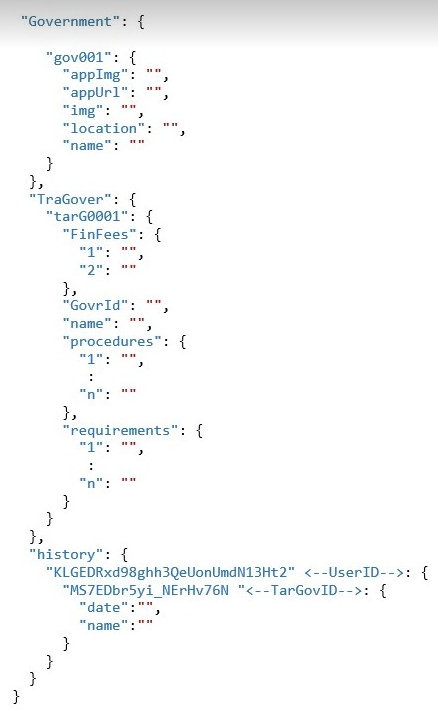 "Government": {
"gov001": {
"appImg": "",
"appUrl": "",
"img": "",
"location": "",
"name": ""
}
},
"TraGover": {
"tarG0001": {
"FinFees": {
"1": "",
"2": ""
},
"GovrId": "",
"name": "",
"procedures": {
"1": "",
:
"n": ""
},
"requirements": {
"1": "",
:
"n": ""
}
}
},
"history": {
"KLGEDRxd98ghh3QeUonUmdN13Ht2" <--UserID-->: {
"MS7EDbr5yi_NErHv76N "<--TarGovID-->: {
"date":"",
"name":""
}
}
}
}